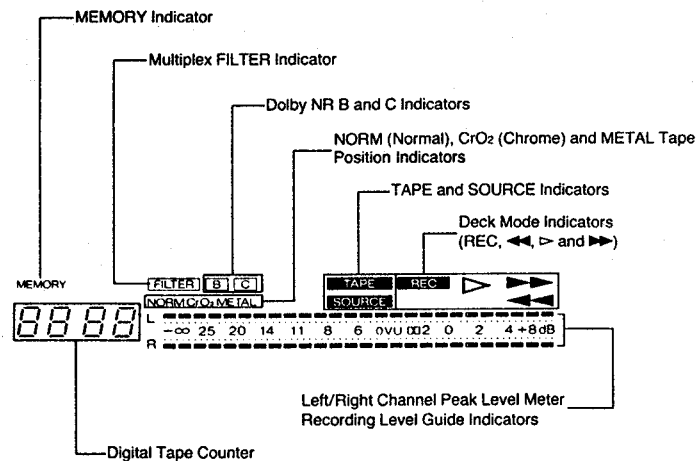 MEMORY Indicator
Multiplex FILTER Indicator
Dolby NR B and C Indicators
NORM (Normal), CrO2 (Chrome) and METAL Tape
Position Indicators
TAPE and SOURCE Indicators
Deck Mode Indicators
(REC, ◀◀, ▷ and ▶▶)
MEMORY
FILTER B C
TAPE REC
NORM CrO2 METAL
SOURCE
8888
L
-∞ 25 20 14 11 8 6 0VU 2 0 2 4 +8 dB
R
Left/Right Channel Peak Level Meter
Recording Level Guide Indicators
Digital Tape Counter